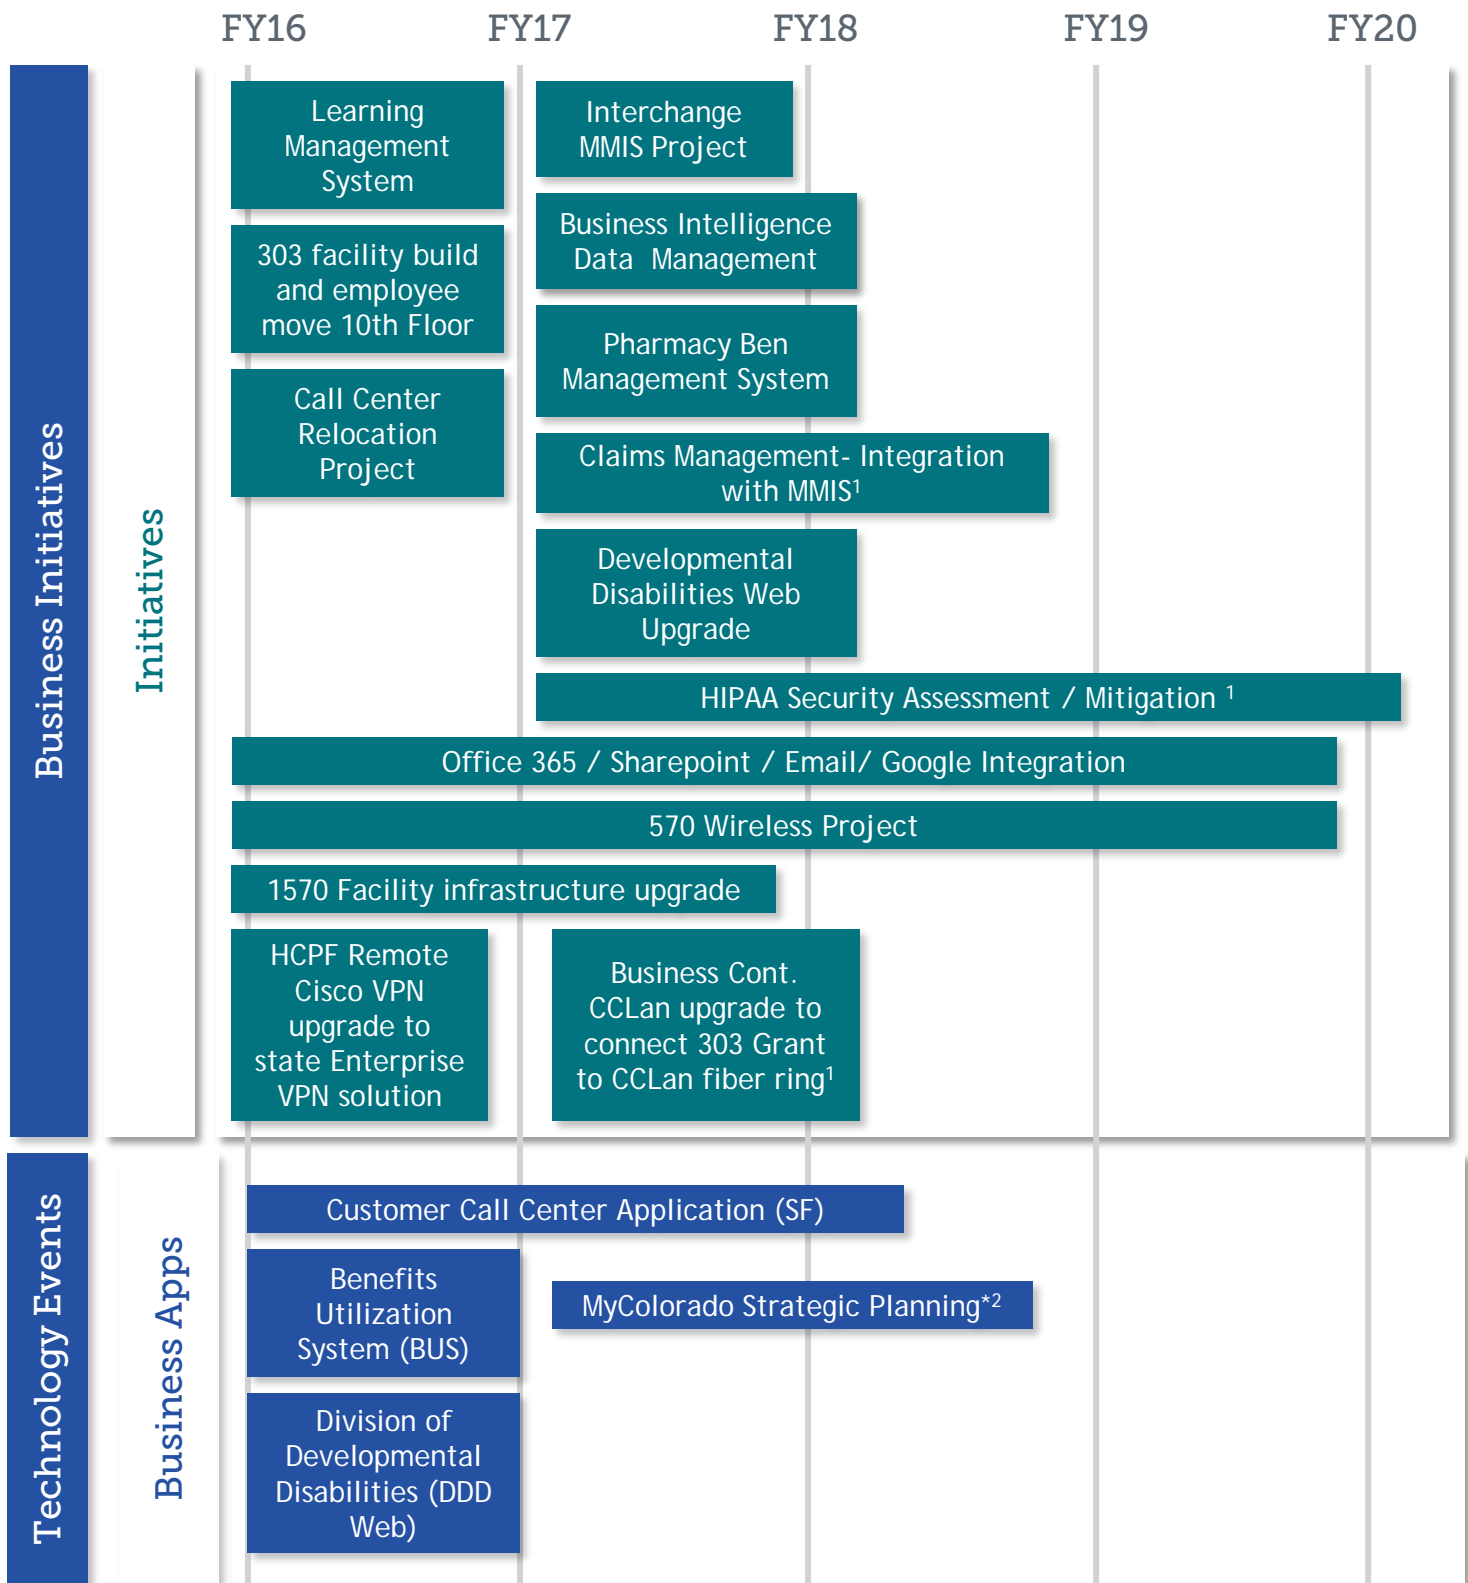 FY16 FY17 FY18 FY19 FY20
Business Initiatives
Initiatives
Learning
Management
System
303 facility build
and employee
move 10th Floor
Call Center
Relocation
Project
Interchange
MMIS Project
Business Intelligence
Data  Management
Pharmacy Ben
Management System
Claims Management- Integration
with MMIS¹
Developmental
Disabilities Web
Upgrade
HIPAA Security Assessment / Mitigation ¹
Office 365 / Sharepoint / Email/ Google Integration
570 Wireless Project
1570 Facility infrastructure upgrade
HCPF Remote
Cisco VPN
upgrade to
state Enterprise
VPN solution
Business Cont.
CCLan upgrade to
connect 303 Grant
to CCLan fiber ring¹
Technology Events
Business Apps
Customer Call Center Application (SF)
Benefits
Utilization
System (BUS)
MyColorado Strategic Planning*²
Division of
Developmental
Disabilities (DDD
Web)